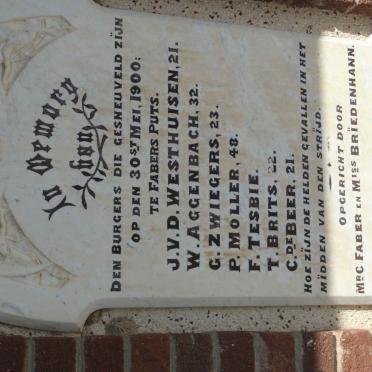 In Memory
Van
DEN BURGERS DIE GESNEUVELD ZIJN
OP DEN 30ST MEI, 1900;
TE FABERS PUTS.
J.V.D. WESTHUISEN, 21.
W. AGGENBACH, 32.
G. ZWIEGERS, 23.
P. MOLLER, 48.
F. TESBIE.
T. BRITS, 22.
C. DE BEER, 21.
HOE ZIJN DE HELDEN GEVALLEN IN HET
MIDDEN VAN DEN STRIJD.
OPGERICHT DOOR
MRC FABER EN MISS BRIEDENHANN.